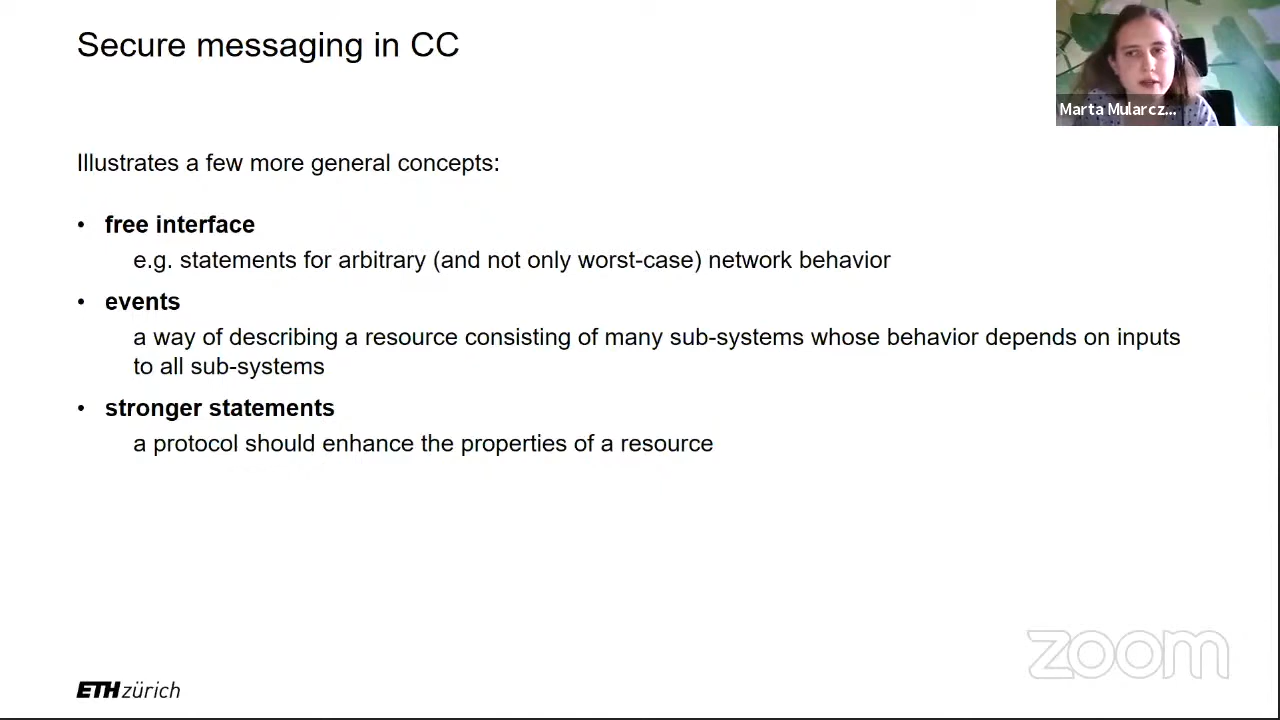 Secure messaging in CC
Marta Mularcz...
Illustrates a few more general concepts:
• free interface
e.g. statements for arbitrary (and not only worst-case) network behavior
• events
a way of describing a resource consisting of many sub-systems whose behavior depends on inputs
to all sub-systems
• stronger statements
a protocol should enhance the properties of a resource
zoom
ETH zürich